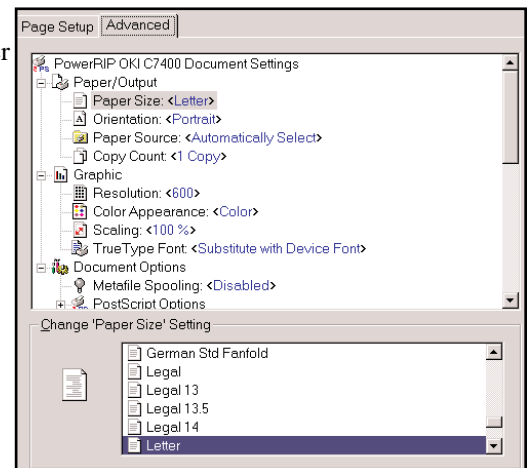 er
Page Setup Advanced
PowerRIP OKI C7400 Document Settings
Paper/Output
Paper Size: <Letter>
Orientation: <Portrait>
Paper Source: <Automatically Select>
Copy Count: <1 Copy>
Graphic
Resolution: <600>
Color Appearance: <Color>
Scaling: <100 %>
TrueType Font: <Substitute with Device Font>
Document Options
Metafile Spooling: <Disabled>
PostScript Options
Change 'Paper Size' Setting
German Std Fanfold
Legal
Legal 13
Legal 13.5
Legal 14
Letter